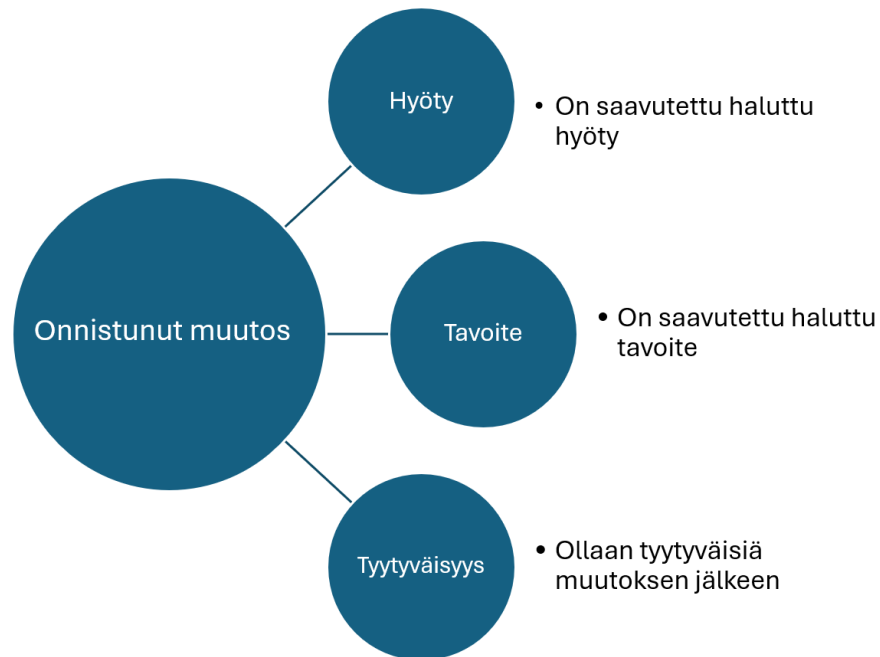 Hyöty
• On saavutettu haluttu
hyöty
Onnistunut muutos
Tavoite
• On saavutettu haluttu
tavoite
Tyytyväisyys
• Ollaan tyytyväisiä
muutoksen jälkeen